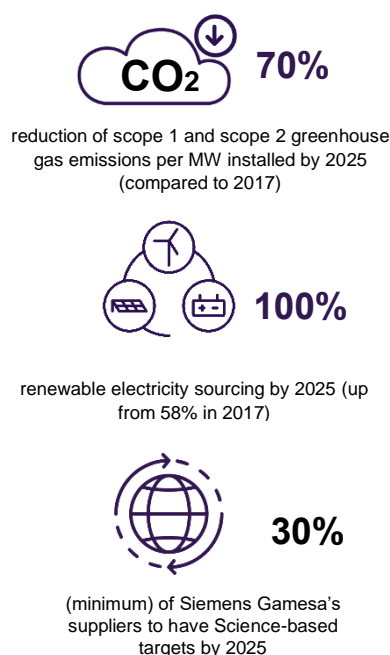 CO2
70%
reduction of scope 1 and scope 2 greenhouse
gas emissions per MW installed by 2025
(compared to 2017)
100%
renewable electricity sourcing by 2025 (up
from 58% in 2017)
30%
(minimum) of Siemens Gamesa’s
suppliers to have Science-based
targets by 2025